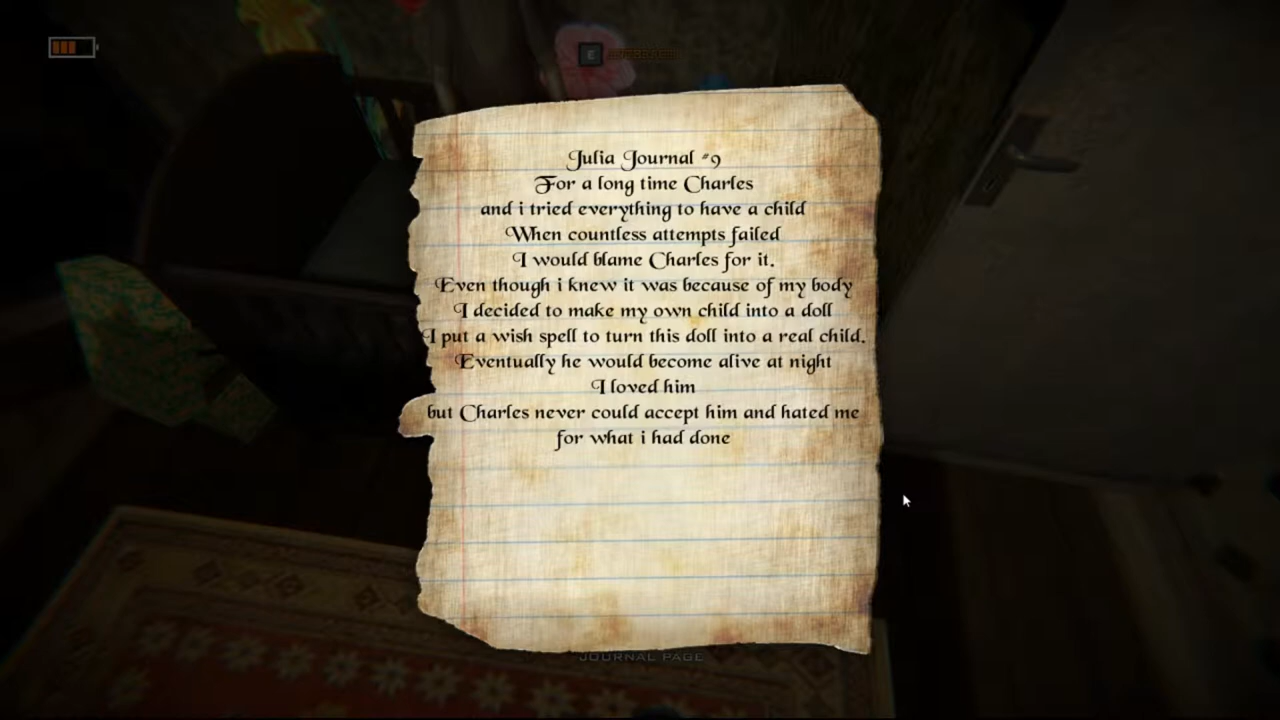 E
Julia Journal #9
For a long time Charles
and i tried everything to have a child
When countless attempts failed
I would blame Charles for it.
Even though i knew it was because of my body
I decided to make my own child into a doll
I put a wish spell to turn this doll into a real child.
Eventually he would become alive at night
I loved him
but Charles never could accept him and hated me
for what i had done
JOURNAL PAGE